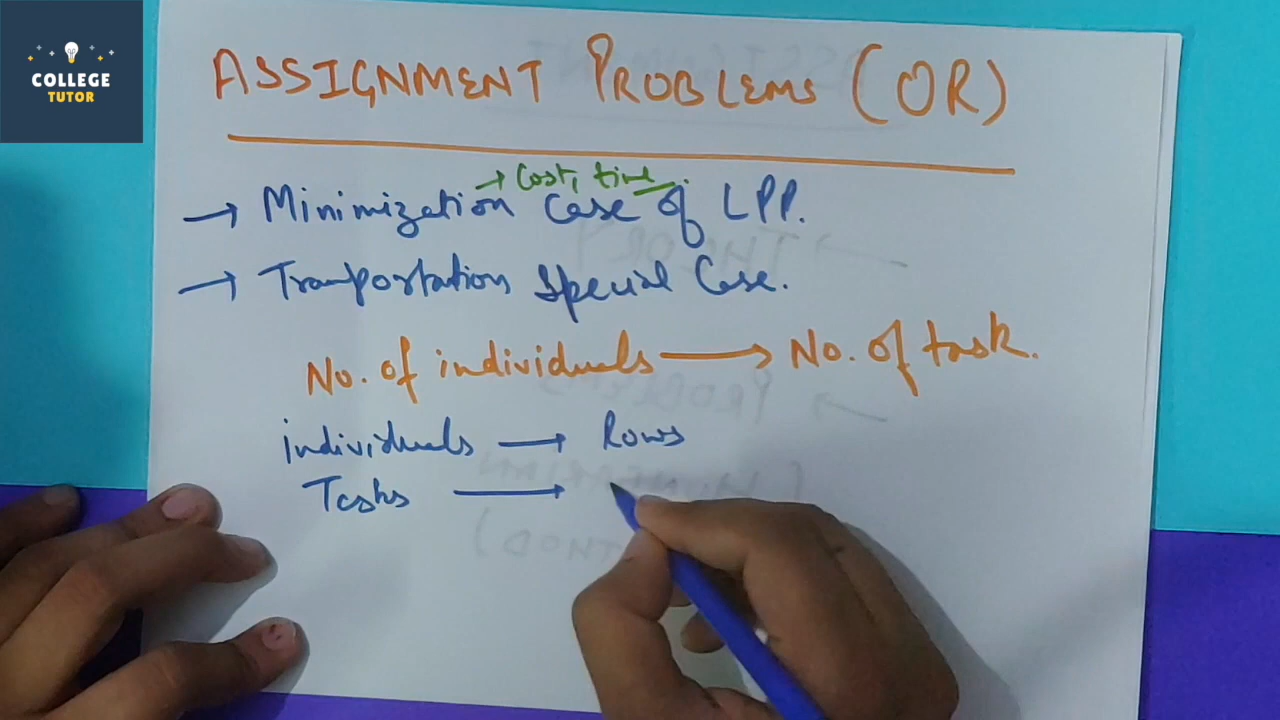 COLLEGE
TUTOR
ASSIGNMENT PROBLEMS (OR)
→ Cost, time
→ Minimization Case of LPP.
→ Tranportation Special Case.
No. of individuals → No. of task.
individuals → Rows
Tasks →